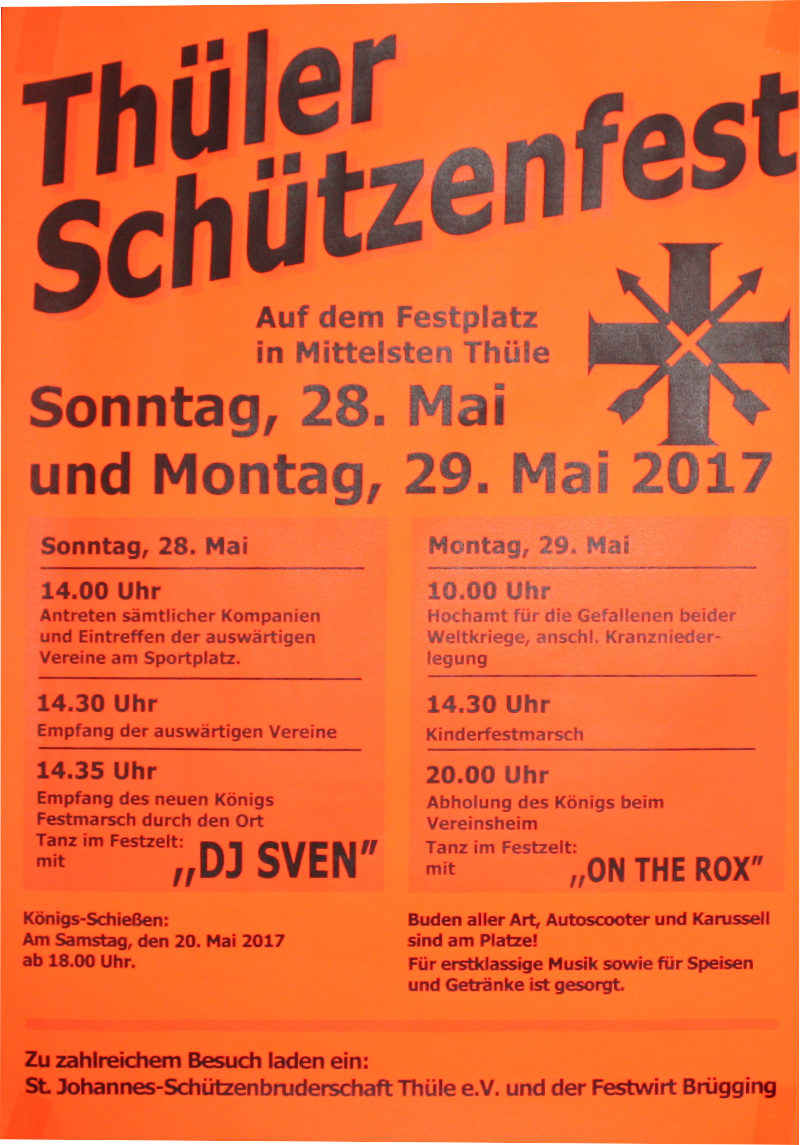 Thüler
Schützenfest
Auf dem Festplatz
in Mittelsten Thüle
Sonntag, 28. Mai
und Montag, 29. Mai 2017
Sonntag, 28. Mai
14.00 Uhr
Antreten sämtlicher Kompanien
und Eintreffen der auswärtigen
Vereine am Sportplatz.
14.30 Uhr
Empfang der auswärtigen Vereine
14.35 Uhr
Empfang des neuen Königs
Festmarsch durch den Ort
Tanz im Festzelt:
mit ,,DJ SVEN”
Montag, 29. Mai
10.00 Uhr
Hochamt für die Gefallenen beider
Weltkriege, anschl. Kranznieder-
legung
14.30 Uhr
Kinderfestmarsch
20.00 Uhr
Abholung des Königs beim
Vereinsheim
Tanz im Festzelt:
mit ,,ON THE ROX”
Königs-Schießen:
Am Samstag, den 20. Mai 2017
ab 18.00 Uhr.
Buden aller Art, Autoscooter und Karussell
sind am Platze!
Für erstklassige Musik sowie für Speisen
und Getränke ist gesorgt.
Zu zahlreichem Besuch laden ein:
St. Johannes-Schützenbruderschaft Thüle e.V. und der Festwirt Brügging